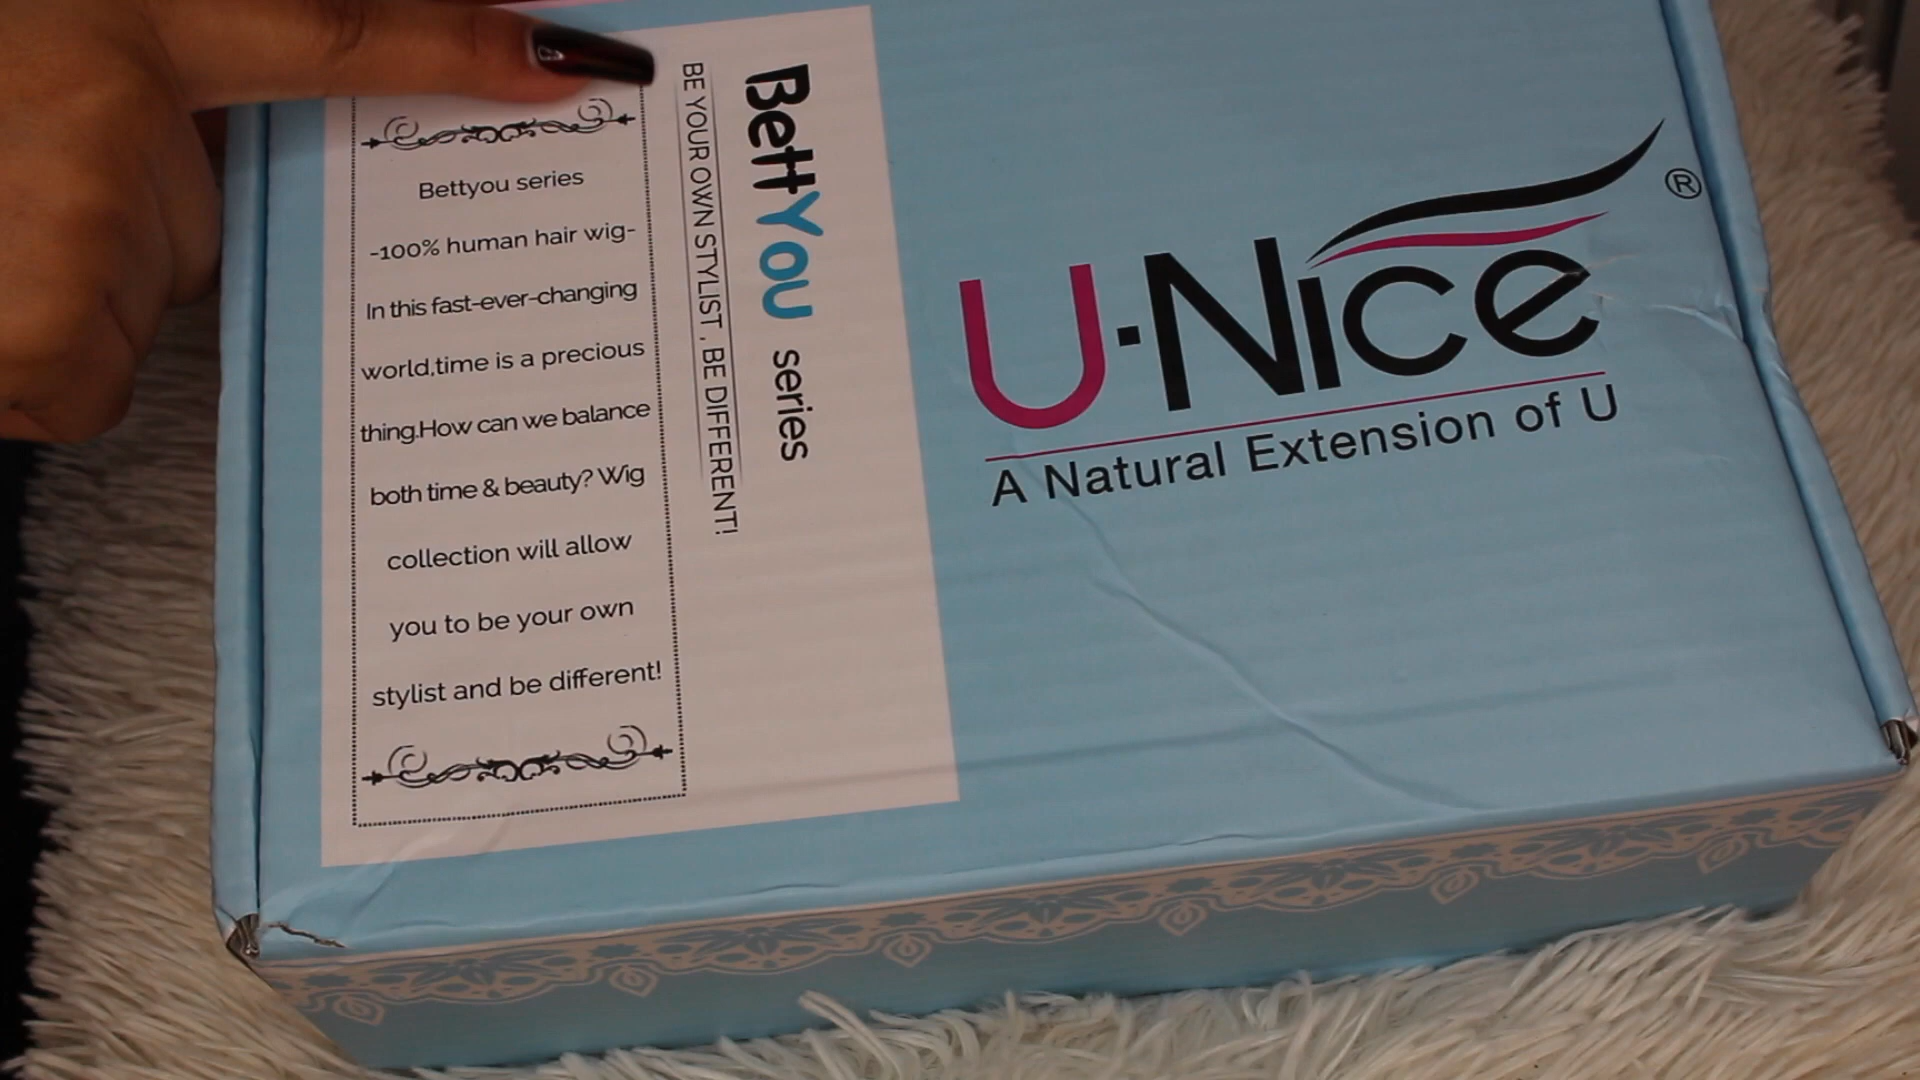 Bettyou series
-100% human hair wig-
In this fast-ever-changing
world,time is a precious
thing.How can we balance
both time & beauty? Wig
collection will allow
you to be your own
stylist and be different!
BE YOUR OWN STYLIST , BE DIFFERENT!
BettYou series
U·Nice®
A Natural Extension of U